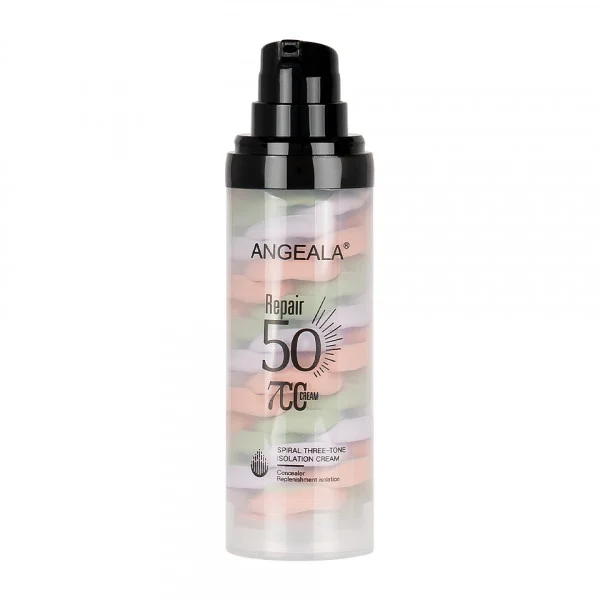 ANGEALA®
Repair
50
7CC CREAM
SPIRAL THREE-TONE
ISOLATION CREAM
Concealer
Replenishment isolation